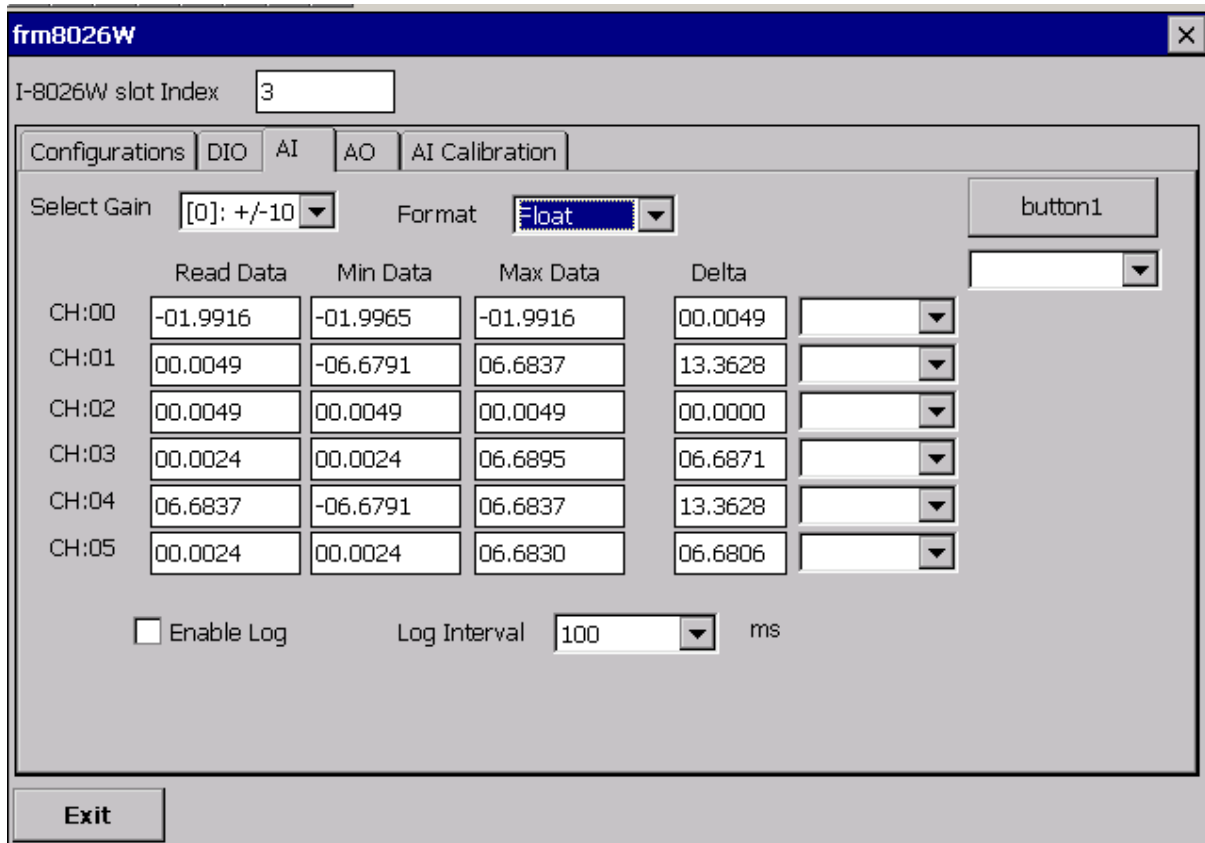 frm8026W
I-8026W slot Index 3
Configurations DIO AI AO AI Calibration
Select Gain [0]: +/-10 Format Float button1
Read Data Min Data Max Data Delta
CH:00 -01.9916 -01.9965 -01.9916 00.0049
CH:01 00.0049 -06.6791 06.6837 13.3628
CH:02 00.0049 00.0049 00.0049 00.0000
CH:03 00.0024 00.0024 06.6895 06.6871
CH:04 06.6837 -06.6791 06.6837 13.3628
CH:05 00.0024 00.0024 06.6830 06.6806
Enable Log Log Interval 100 ms
Exit